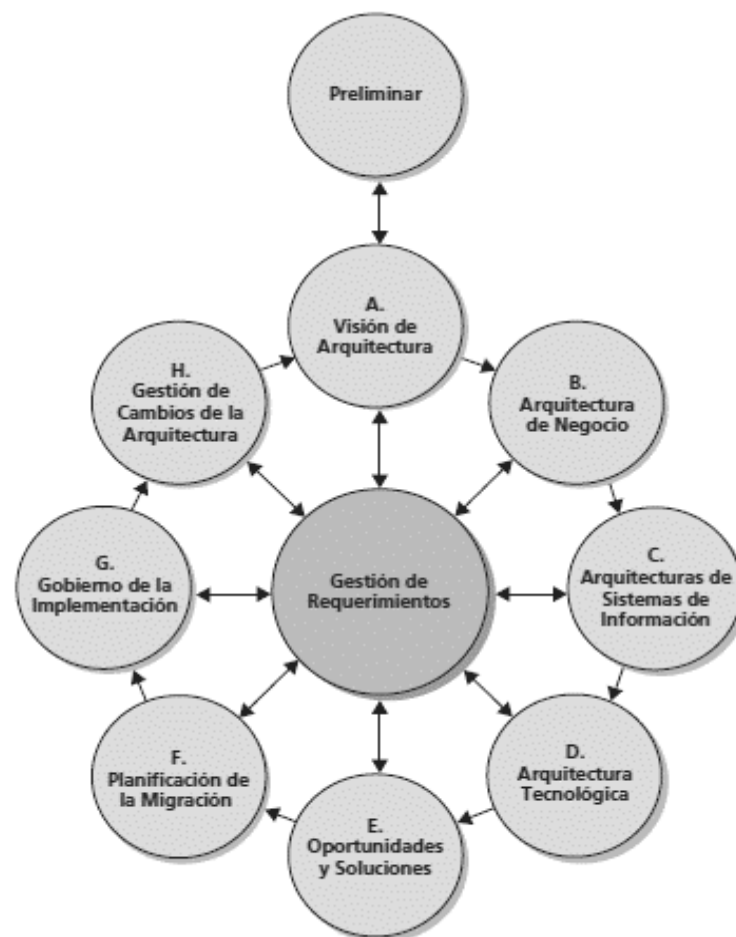 Preliminar
A.
Visión de
Arquitectura
B.
Arquitectura
de Negocio
C.
Arquitecturas de
Sistemas de
Información
D.
Arquitectura
Tecnológica
E.
Oportunidades
y Soluciones
F.
Planificación de
la Migración
G.
Gobierno de la
Implementación
H.
Gestión de
Cambios de la
Arquitectura
Gestión de
Requerimientos